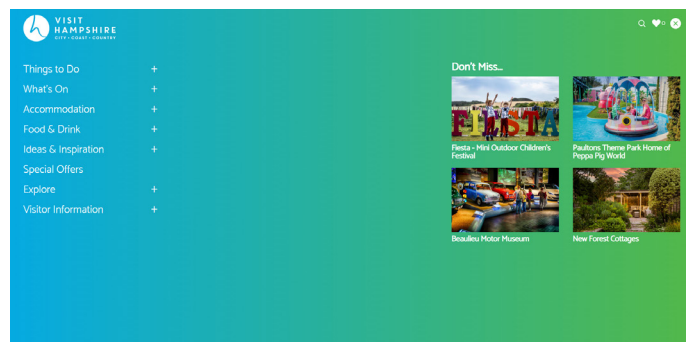 VISIT
HAMPSHIRE
CITY • COAST • COUNTRY
0
Things to Do +
What's On +
Accommodation +
Food & Drink +
Ideas & Inspiration +
Special Offers
Explore +
Visitor Information +
Don't Miss...
FIESTA
Fiesta - Mini Outdoor Children's
Festival
Paultons Theme Park Home of
Peppa Pig World
Beaulieu Motor Museum
New Forest Cottages